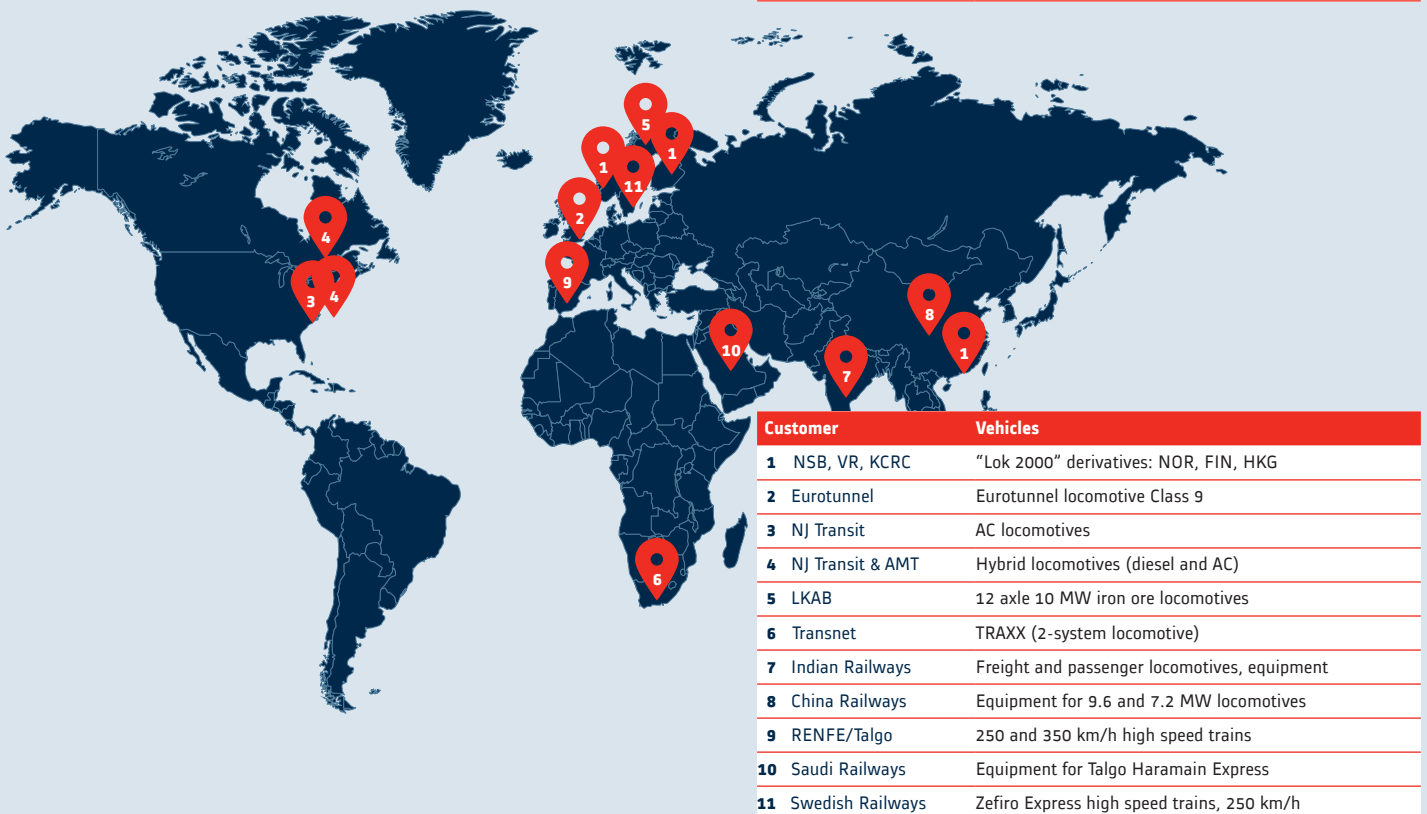 5
1
1
11
2
4
9
3
4
8
10
1
7
6
Customer Vehicles
1 NSB, VR, KCRC “Lok 2000” derivatives: NOR, FIN, HKG
2 Eurotunnel Eurotunnel locomotive Class 9
3 NJ Transit AC locomotives
4 NJ Transit & AMT Hybrid locomotives (diesel and AC)
5 LKAB 12 axle 10 MW iron ore locomotives
6 Transnet TRAXX (2-system locomotive)
7 Indian Railways Freight and passenger locomotives, equipment
8 China Railways Equipment for 9.6 and 7.2 MW locomotives
9 RENFE/Talgo 250 and 350 km/h high speed trains
10 Saudi Railways Equipment for Talgo Haramain Express
11 Swedish Railways Zefiro Express high speed trains, 250 km/h